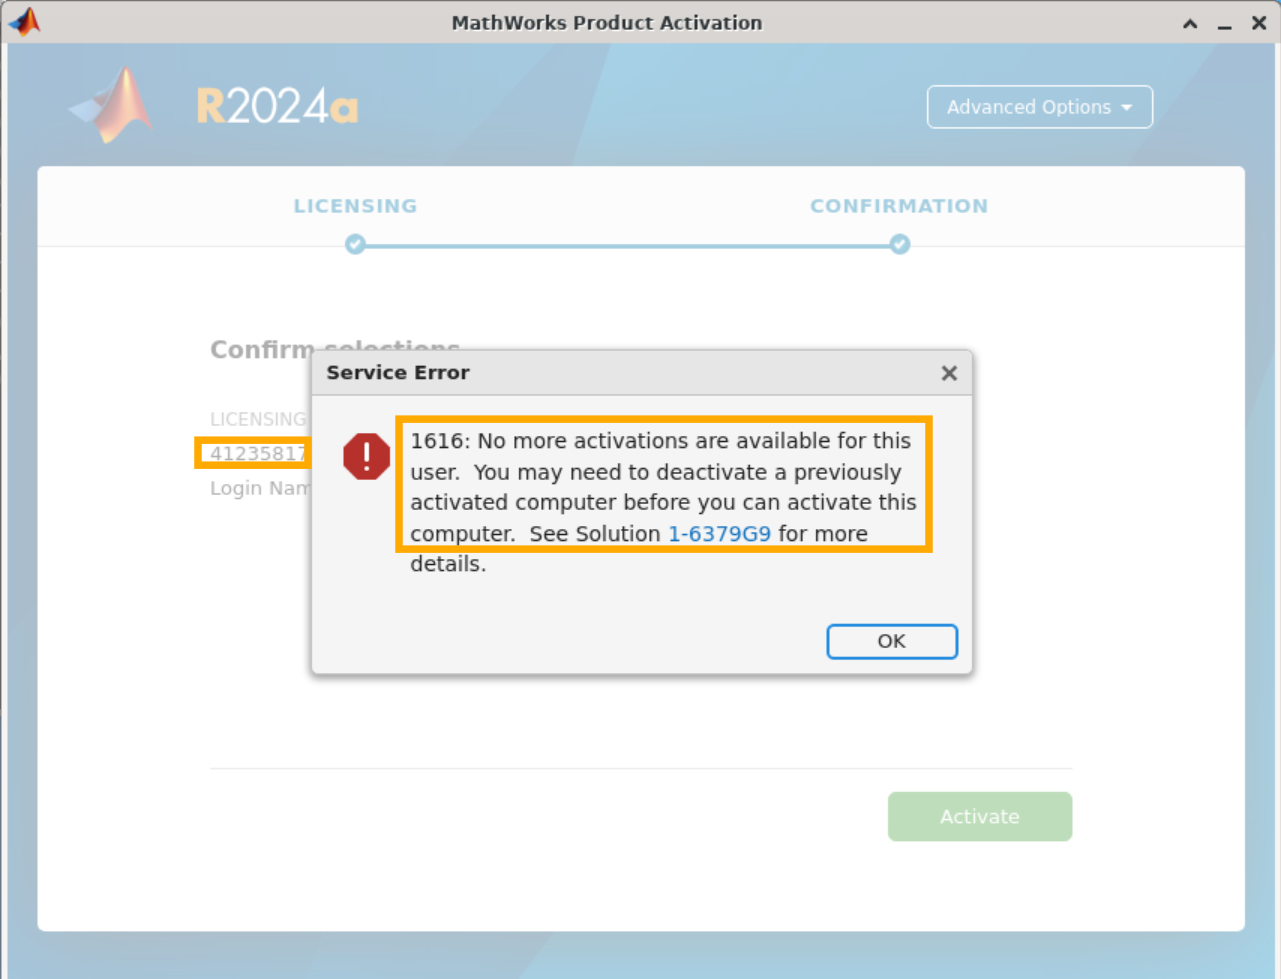 MathWorks Product Activation
R2024a
Advanced Options
LICENSING
CONFIRMATION
Confirm selections
LICENSING
41235817
Login Nam
Service Error
1616: No more activations are available for this
user.  You may need to deactivate a previously
activated computer before you can activate this
computer.  See Solution 1-6379G9 for more
details.
OK
Activate